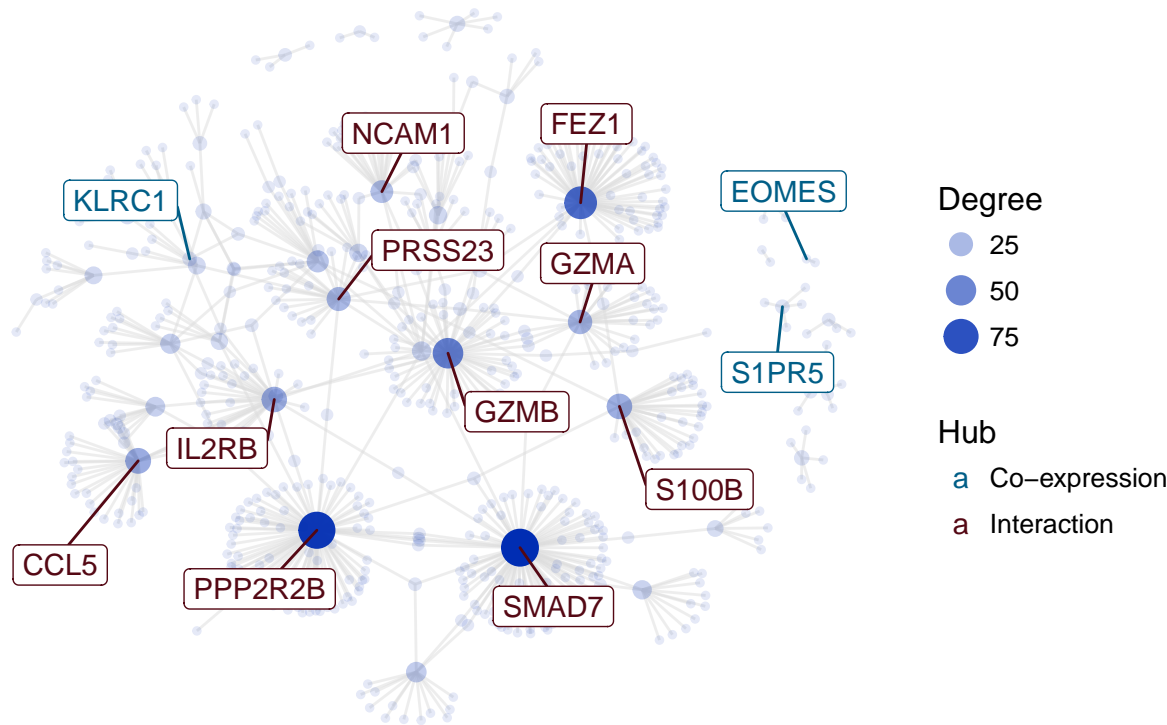 NCAM1
FEZ1
KLRC1
EOMES
PRSS23
GZMA
S1PR5
GZMB
IL2RB
S100B
CCL5
PPP2R2B
SMAD7
Degree
25
50
75
Hub
a Co−expression
a Interaction